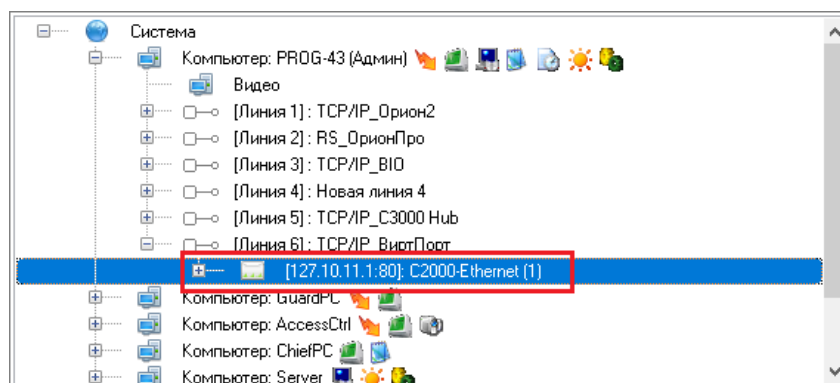 Система
Компьютер: PROG-43 (Админ)
Видео
[Линия 1] : TCP/IP_Орион2
[Линия 2] : RS_ОрионПро
[Линия 3] : TCP/IP_BIO
[Линия 4] : Новая линия 4
[Линия 5] : TCP/IP_C3000 Hub
[Линия 6] : TCP/IP_ВиртПорт
[127.10.11.1:80]: C2000-Ethernet (1)
Компьютер: GuardPC
Компьютер: AccessCtrl
Компьютер: ChiefPC
Компьютер: Server